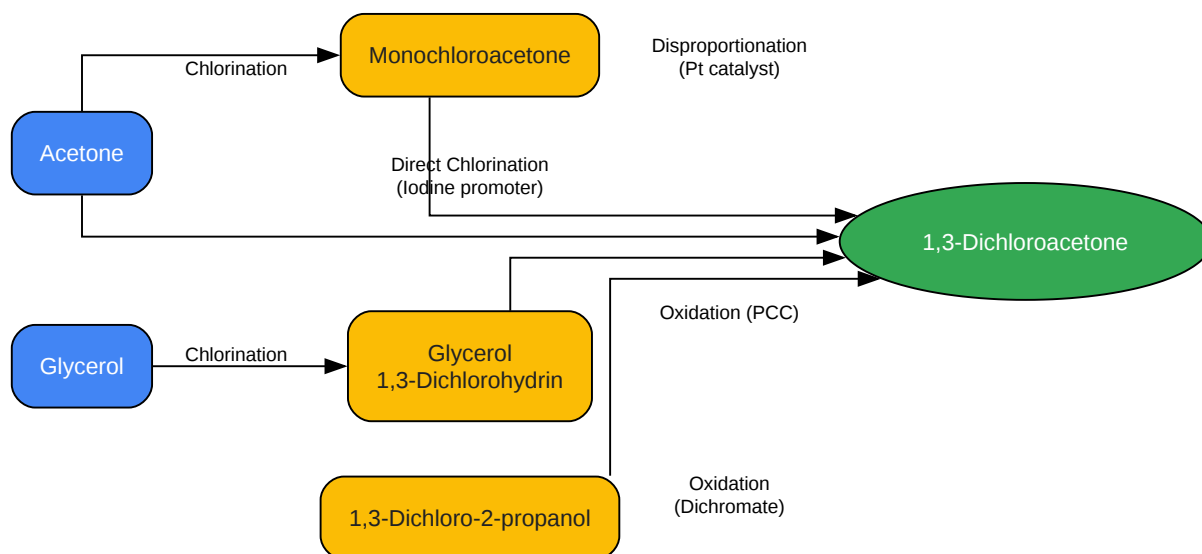 Monochloroacetone
Disproportionation
(Pt catalyst)
Chlorination
Acetone
Direct Chlorination
(Iodine promoter)
1,3-Dichloroacetone
Oxidation (PCC)
Glycerol
Chlorination
Glycerol
1,3-Dichlorohydrin
1,3-Dichloro-2-propanol
Oxidation
(Dichromate)